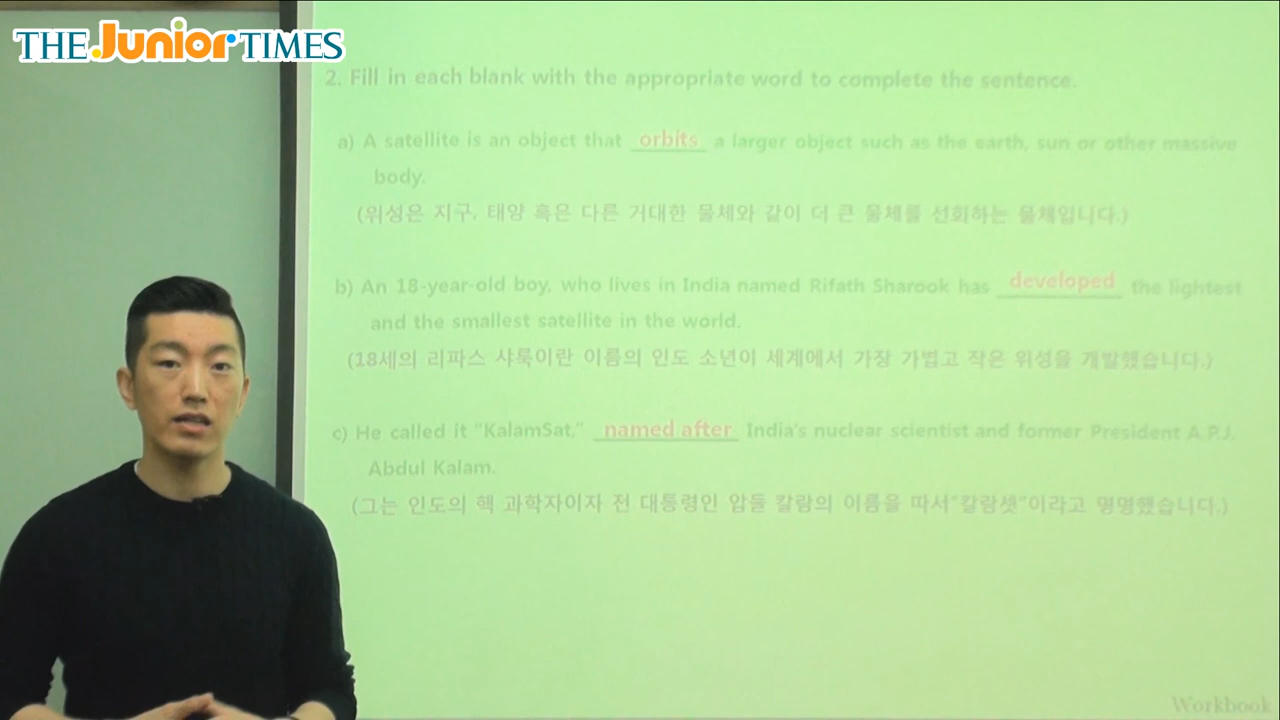 THE Junior TIMES
2. Fill in each blank with the appropriate word to complete the sentence.
a) A satellite is an object that orbits a larger object such as the earth, sun or other massive
body.
(위성은 지구, 태양 혹은 다른 거대한 물체와 같이 더 큰 물체를 선회하는 물체입니다.)
b) An 18-year-old boy, who lives in India named Rifath Sharook has developed the lightest
and the smallest satellite in the world.
(18세의 리파스 샤룩이란 이름의 인도 소년이 세계에서 가장 가볍고 작은 위성을 개발했습니다.)
c) He called it "KalamSat," named after India's nuclear scientist and former President A.P.J.
Abdul Kalam.
(그는 인도의 핵 과학자이자 전 대통령인 압둘 칼람의 이름을 따서"칼람샛"이라고 명명했습니다.)
Workbook